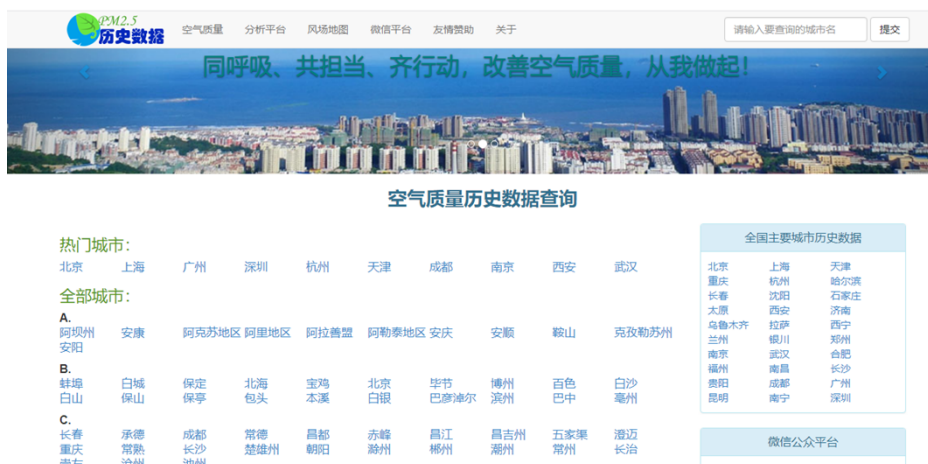 PM2.5
历史数据
空气质量 分析平台 风场地图 微信平台 友情赞助 关于 请输入要查询的城市名 提交
同呼吸、共担当、齐行动，改善空气质量，从我做起！
空气质量历史数据查询
热门城市：
北京 上海 广州 深圳 杭州 天津 成都 南京 西安 武汉
全部城市：
A.
阿坝州 安康 阿克苏地区 阿里地区 阿拉善盟 阿勒泰地区 安庆 安顺 鞍山 克孜勒苏州
安阳
B.
蚌埠 白城 保定 北海 宝鸡 北京 毕节 博州 百色 白沙
白山 保山 保亭 包头 本溪 白银 巴彦淖尔 滨州 巴中 亳州
C.
长春 承德 成都 常德 昌都 赤峰 昌江 昌吉州 五家渠 澄迈
重庆 常熟 长沙 楚雄州 朝阳 滁州 郴州 潮州 常州 长治
崇左 沧州 池州
全国主要城市历史数据
北京 上海 天津
重庆 杭州 哈尔滨
长春 沈阳 石家庄
太原 西安 济南
乌鲁木齐 拉萨 西宁
兰州 银川 郑州
南京 武汉 合肥
福州 南昌 长沙
贵阳 成都 广州
昆明 南宁 深圳
微信公众平台